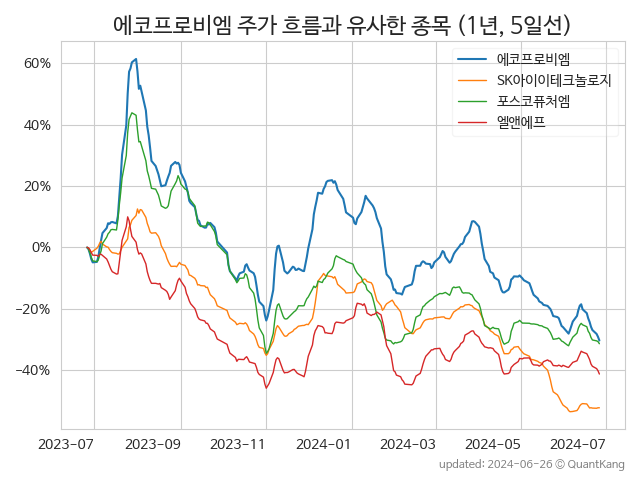 에코프로비엠 주가 흐름과 유사한 종목 (1년, 5일선)
에코프로비엠
SK아이이테크놀로지
포스코퓨처엠
엘앤에프
60%
40%
20%
0%
−20%
−40%
2023-07 2023-09 2023-11 2024-01 2024-03 2024-05 2024-07
updated: 2024-06-26 ⓒ QuantKang